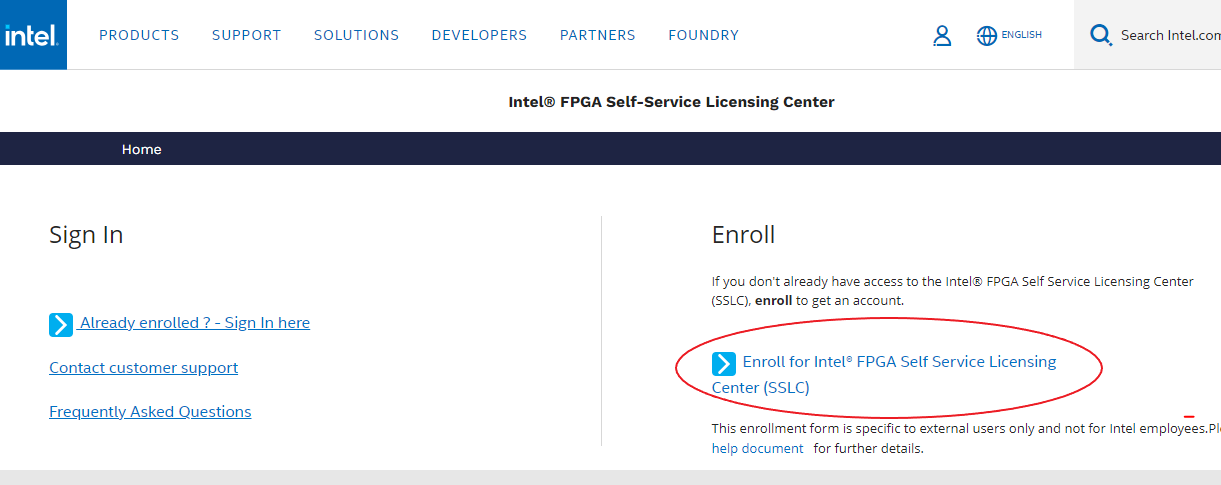 intel.
PRODUCTS SUPPORT SOLUTIONS DEVELOPERS PARTNERS FOUNDRY ENGLISH Search Intel.com
Intel® FPGA Self-Service Licensing Center
Home
Sign In
Already enrolled ? - Sign In here
Contact customer support
Frequently Asked Questions
Enroll
If you don't already have access to the Intel® FPGA Self Service Licensing Center
(SSLC), enroll to get an account.
Enroll for Intel® FPGA Self Service Licensing
Center (SSLC)
This enrollment form is specific to external users only and not for Intel employees.
help document for further details.